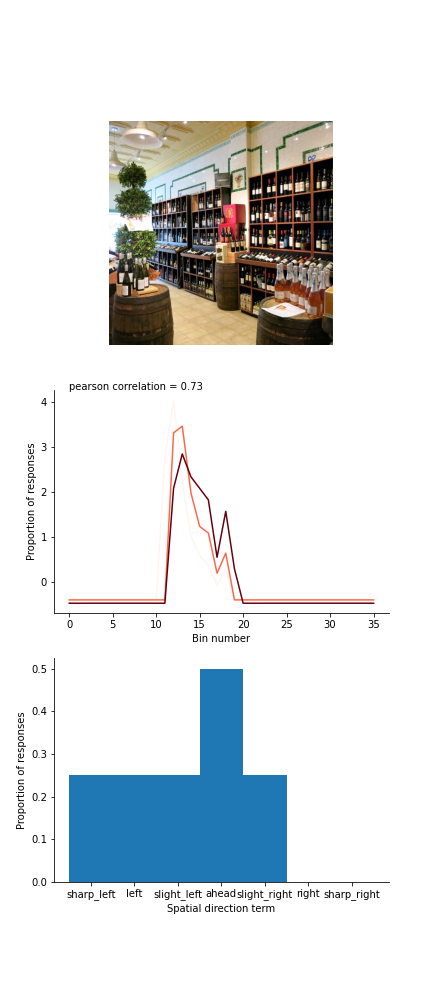 pearson correlation = 0.73
Proportion of responses
4
3
2
1
0
0 5 10 15 20 25 30 35
Bin number
Proportion of responses
0.5
0.4
0.3
0.2
0.1
0.0
sharp_left left slight_left ahead slight_right right sharp_right
Spatial direction term